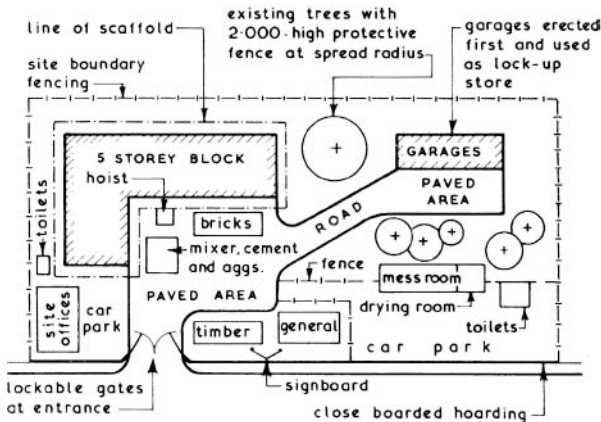 line of scaffold
site boundary
fencing
existing trees with
2·000-high protective
fence at spread radius
garages erected
first and used
as lock-up
store
5 STOREY BLOCK
hoist
GARAGES
PAVED
AREA
toilets
bricks
ROAD
mixer, cement
and aggs.
fence
mess room
PAVED AREA
drying room
site
offices
car
park
timber
general
toilets
car park
lockable gates
at entrance
signboard
close boarded hoarding